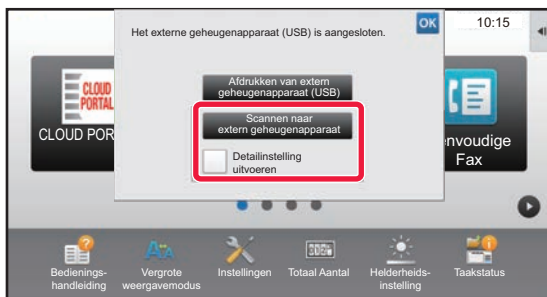 Het externe geheugenapparaat (USB) is aangesloten.
OK
10:15
Afdrukken van extern
geheugenapparaat (USB)
Scannen naar
extern geheugenapparaat
Detailinstelling
uitvoeren
CLOUD
PORTAL
CLOUD POR
envoudige
Fax
Bedienings-
handleiding
Vergrote
weergavemodus
Instellingen
Totaal Aantal
Helderheids-
instelling
Taakstatus